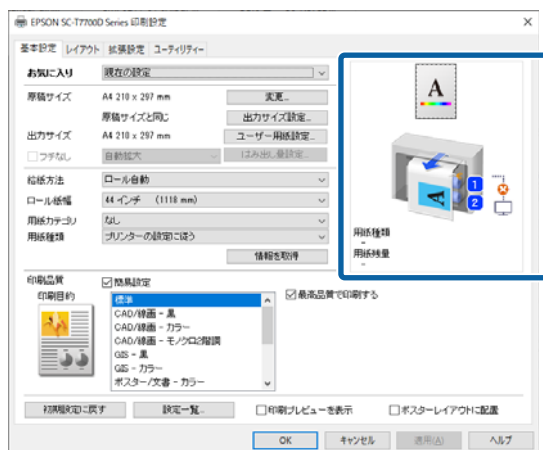 EPSON SC-T7700D Series 印刷設定
基本設定 レイアウト 拡張設定 ユーティリティー
お気に入り 現在の設定
原稿サイズ A4 210 x 297 mm 変更...
原稿サイズと同じ 出力サイズ設定...
出力サイズ A4 210 x 297 mm ユーザー用紙設定...
フチなし 自動拡大 はみ出し量設定...
給紙方法 ロール自動
ロール紙幅 44 インチ (1118 mm)
用紙カテゴリ なし
用紙種類 プリンターの設定に従う
情報を取得
A
A
1
2
用紙種類
-
用紙残量
-
印刷品質 簡易設定
印刷目的 標準 最高品質で印刷する
CAD/線画 - 黒
CAD/線画 - カラー
CAD/線画 - モノクロ2階調
GIS - 黒
GIS - カラー
ポスター/文書 - カラー
初期設定に戻す 設定一覧... 印刷プレビューを表示 ポスターレイアウトに配置
OK キャンセル 適用(A) ヘルプ